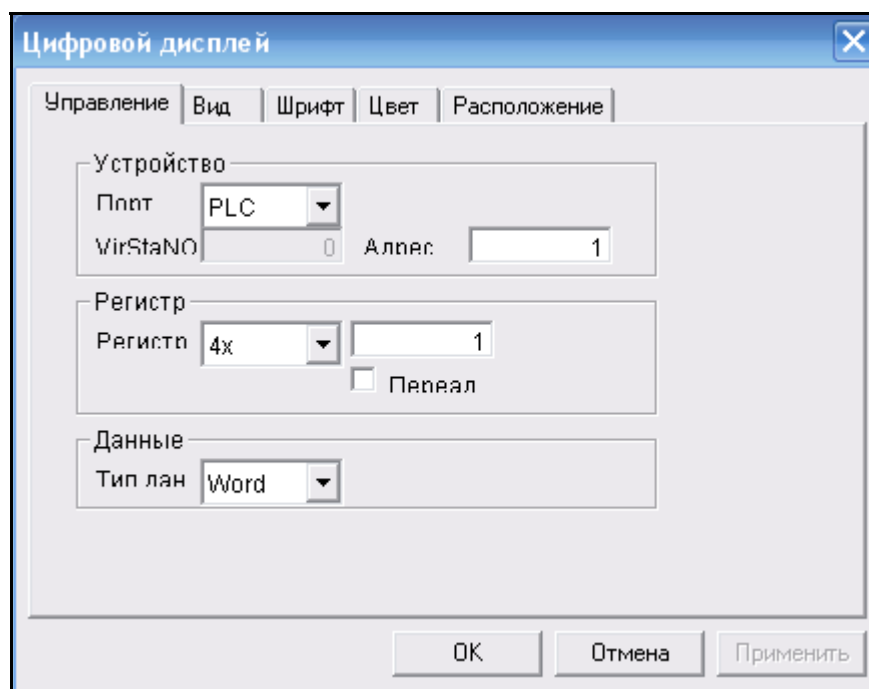 Цифровой дисплей
Управление Вид Шрифт Цвет Расположение
Устройство
Порт PLC
VirStaNO 0 Адрес 1
Регистр
Регистр 4x 1
Переад
Данные
Тип дан Word
OK Отмена Применить